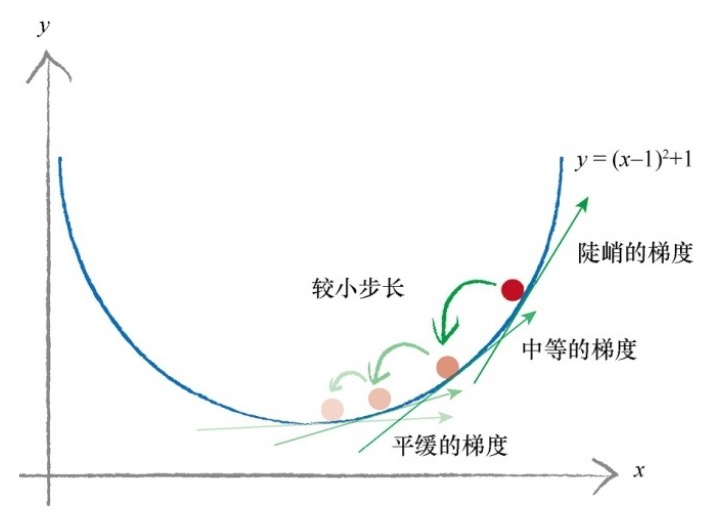 y
y = (x–1)²+1
陡峭的梯度
较小步长
中等的梯度
平缓的梯度
x